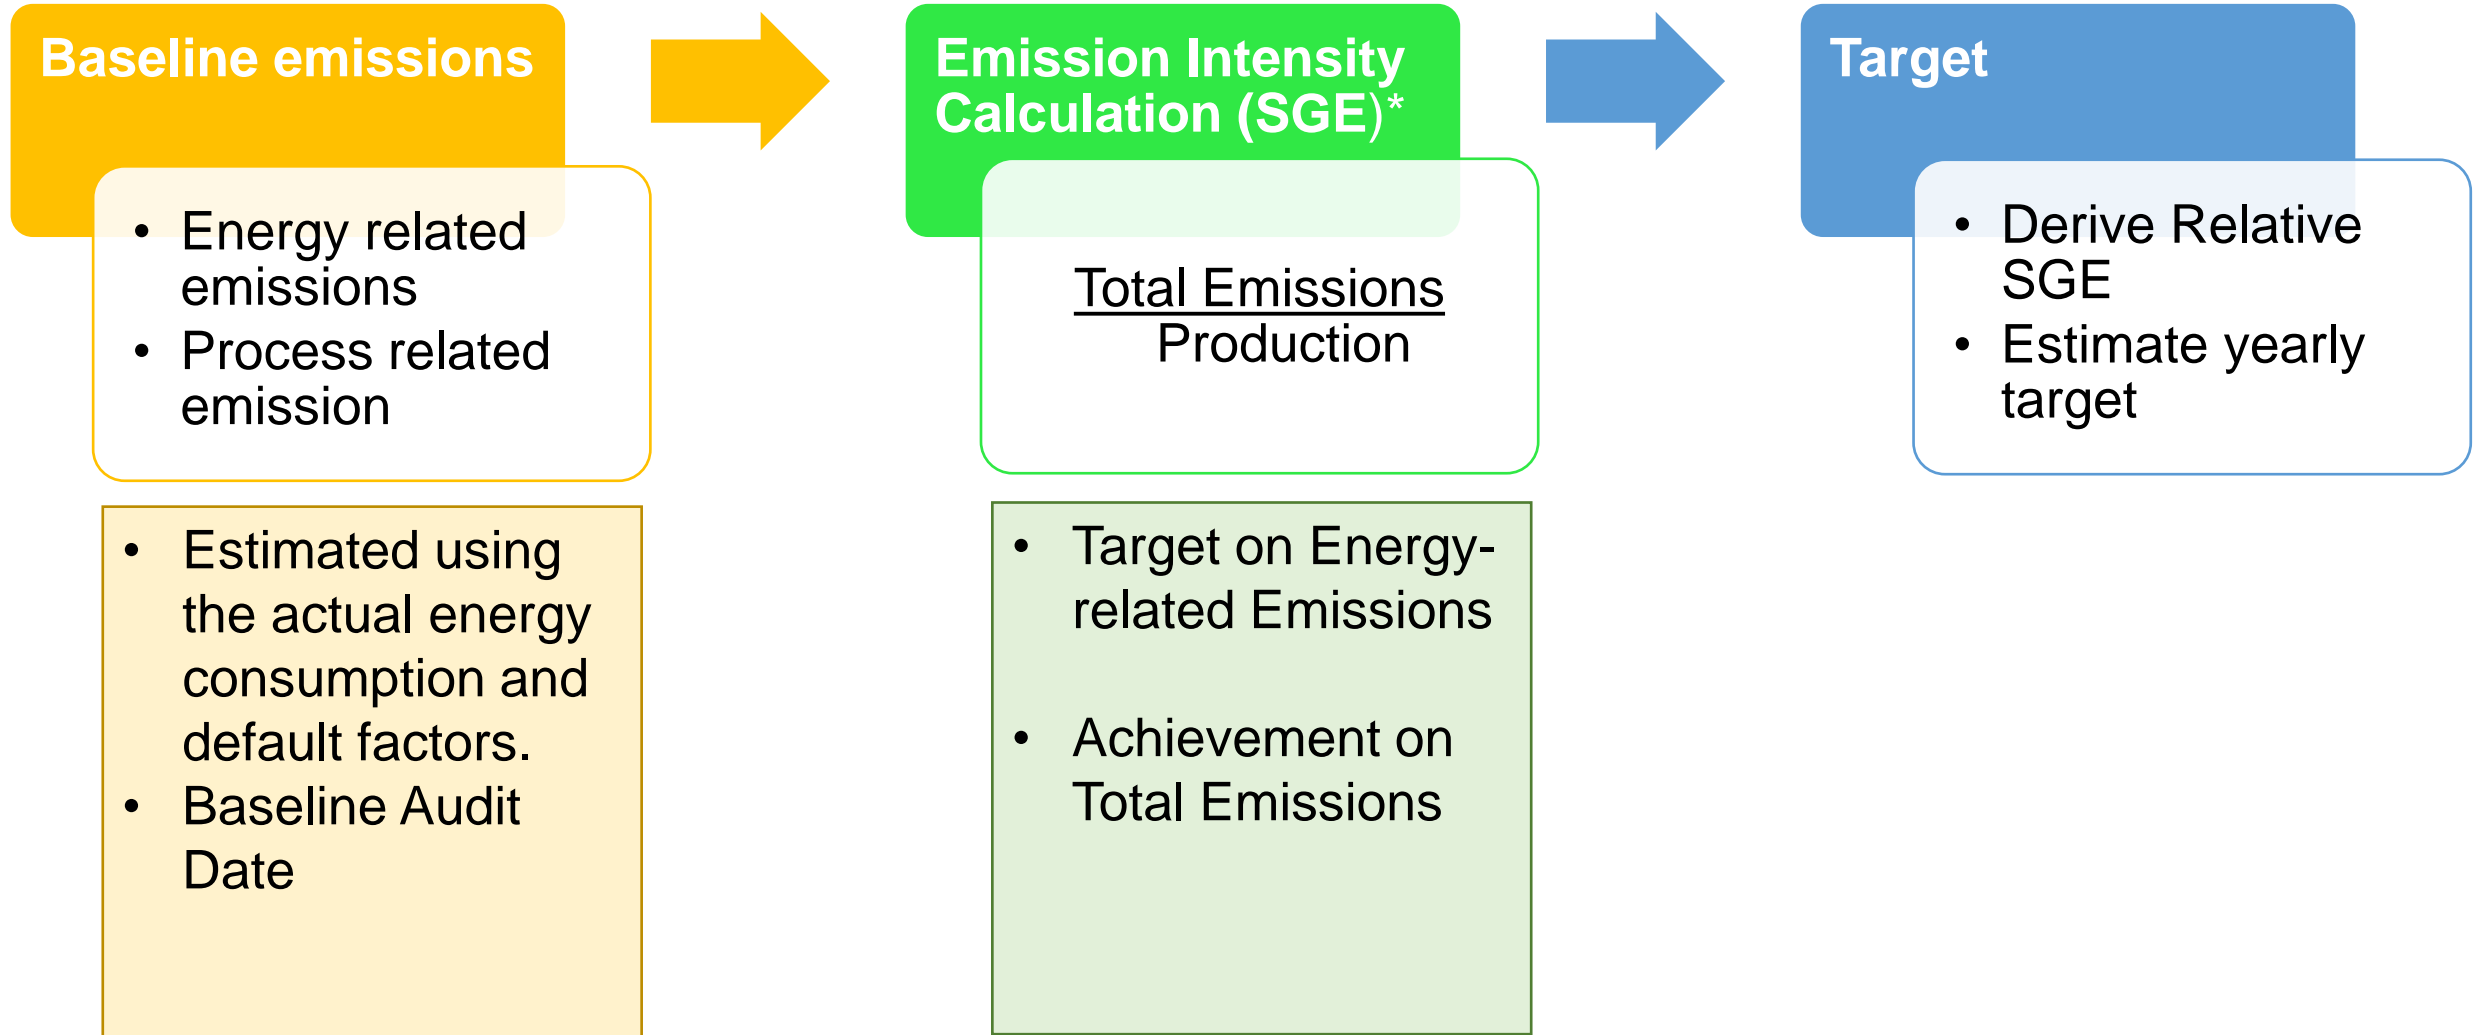 Baseline emissions
• Energy related
emissions
• Process related
emission
• Estimated using
the actual energy
consumption and
default factors.
• Baseline Audit
Date
Emission Intensity
Calculation (SGE)*
Total Emissions
Production
• Target on Energy-
related Emissions
• Achievement on
Total Emissions
Target
• Derive Relative
SGE
• Estimate yearly
target